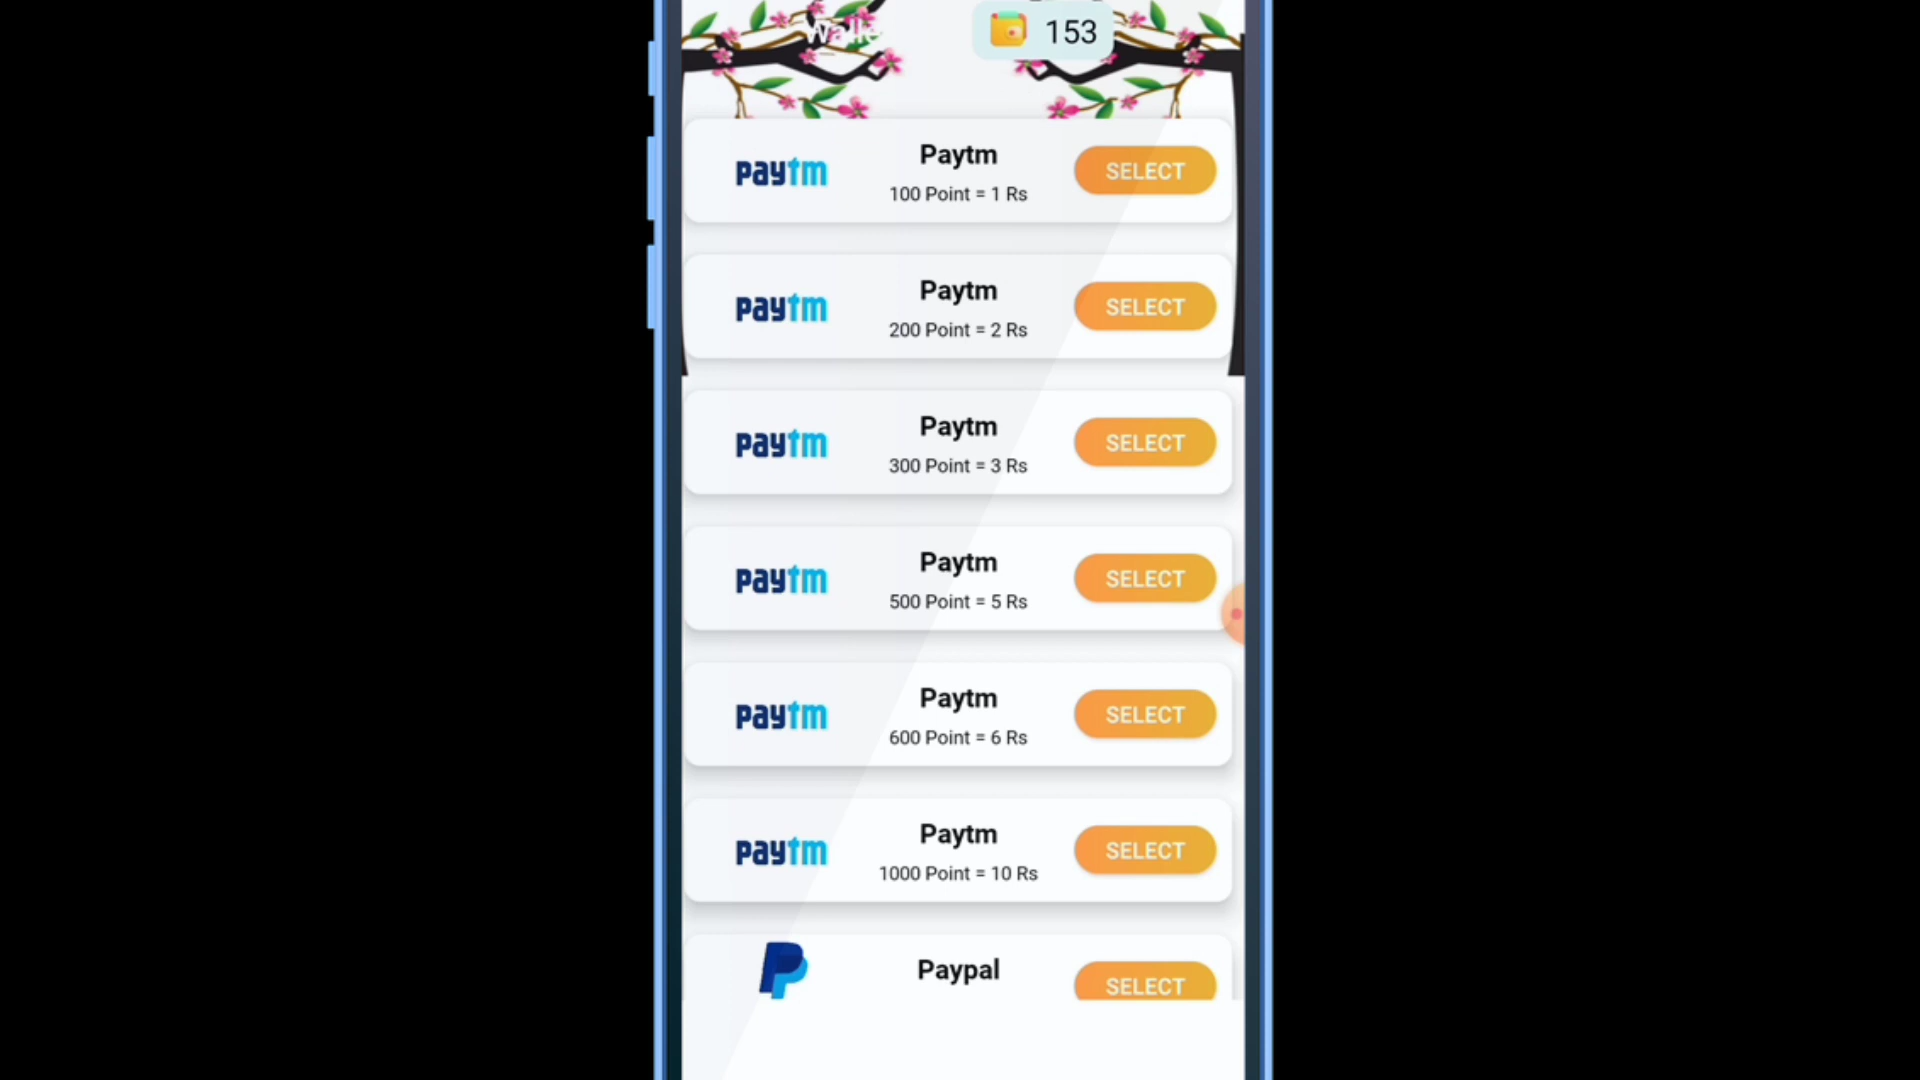 Walle
153
paytm
Paytm
100 Point = 1 Rs
SELECT
paytm
Paytm
200 Point = 2 Rs
SELECT
paytm
Paytm
300 Point = 3 Rs
SELECT
paytm
Paytm
500 Point = 5 Rs
SELECT
paytm
Paytm
600 Point = 6 Rs
SELECT
paytm
Paytm
1000 Point = 10 Rs
SELECT
Paypal
SELECT